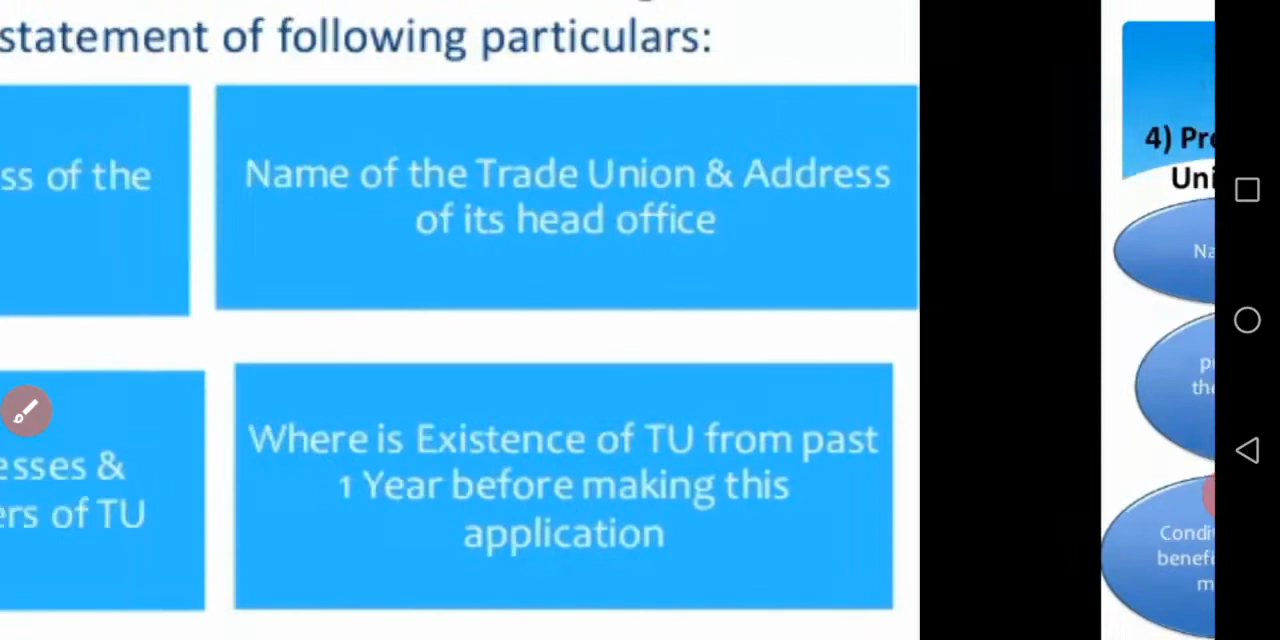 statement of following particulars:
ss of the
Name of the Trade Union & Address
of its head office
esses &
ers of TU
Where is Existence of TU from past
1 Year before making this
application
4) Pr
Uni
Na
p
the
Condi
benef
m